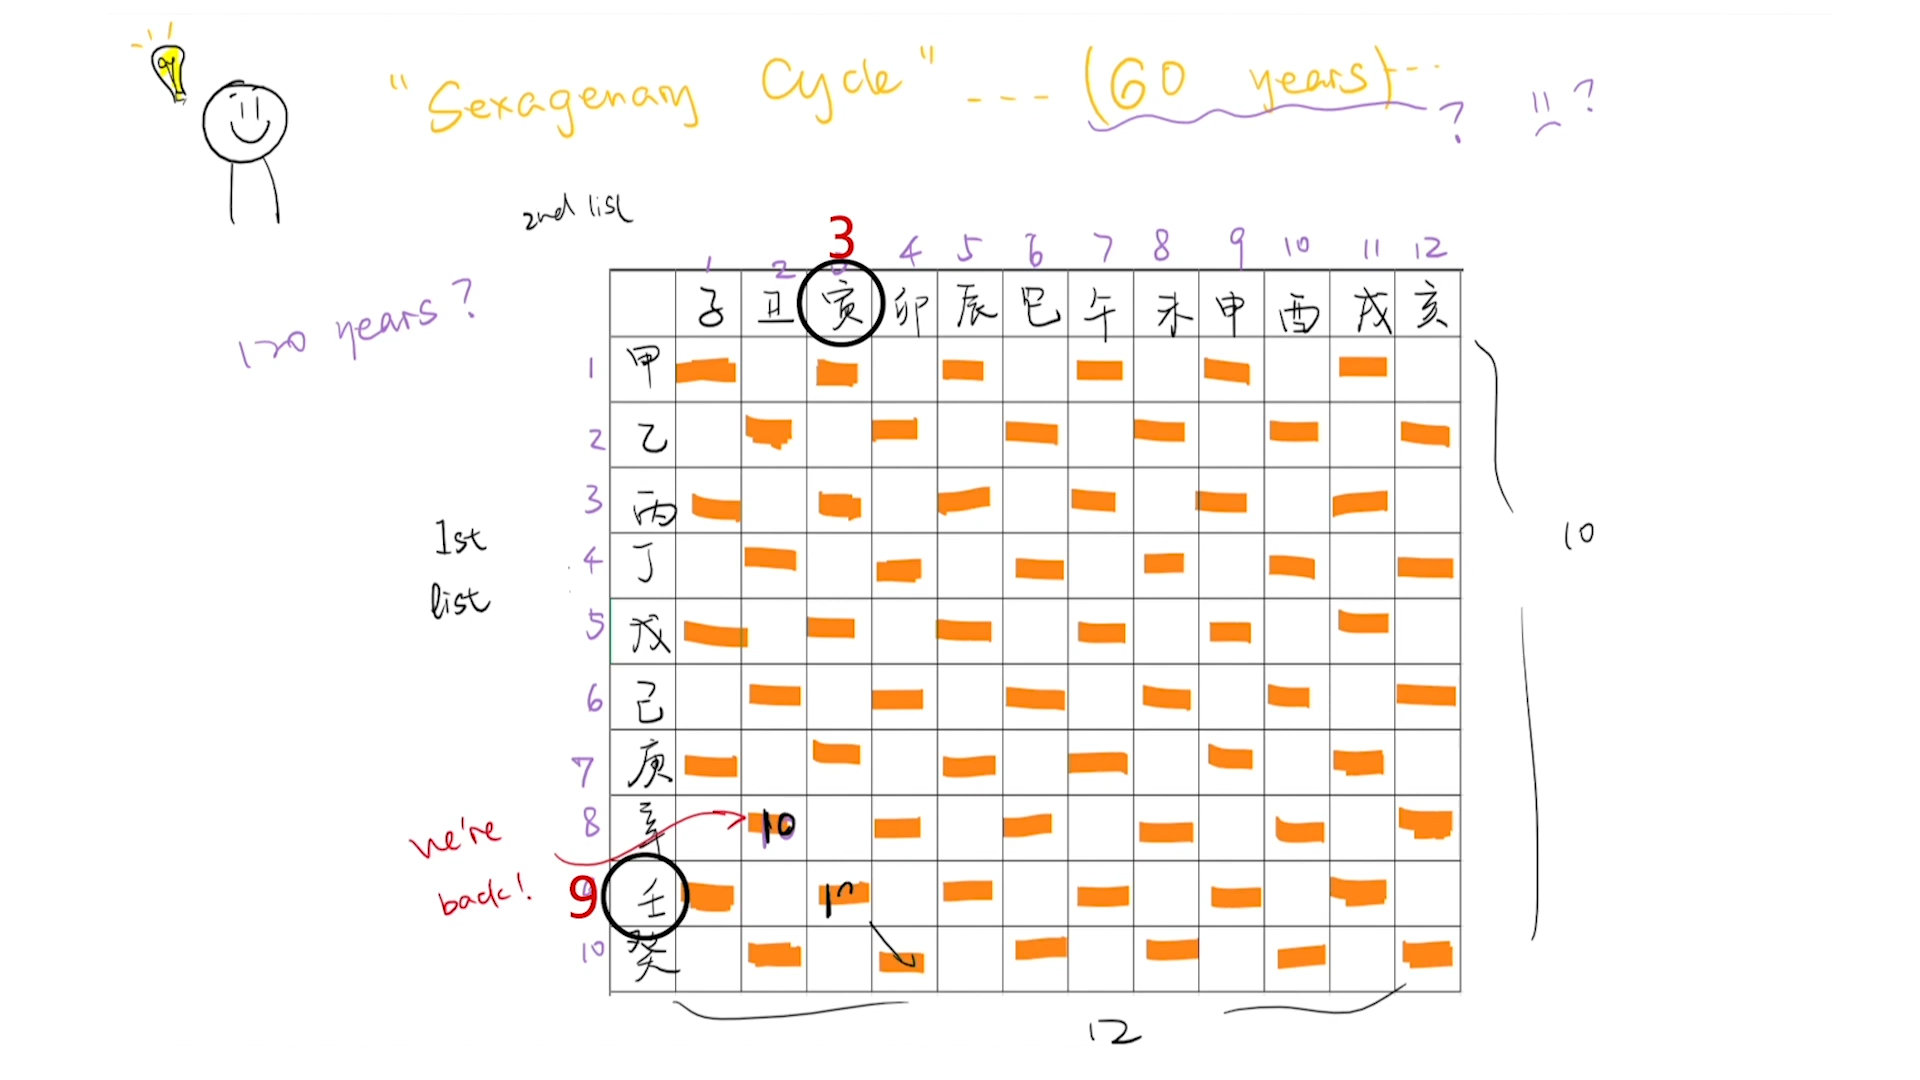 "Sexagenary Cycle" --- (60 years)---
? ?
2nd list
3
1 2 3 4 5 6 7 8 9 10 11 12
120 years?
子 丑 寅 卯 辰 巳 午 未 申 酉 戌 亥
1 甲
2 乙
3 丙
1st
list
4 丁
5 戊
6 己
7 庚
8 辛 10
we're
back!
9 壬
10 癸
10
12